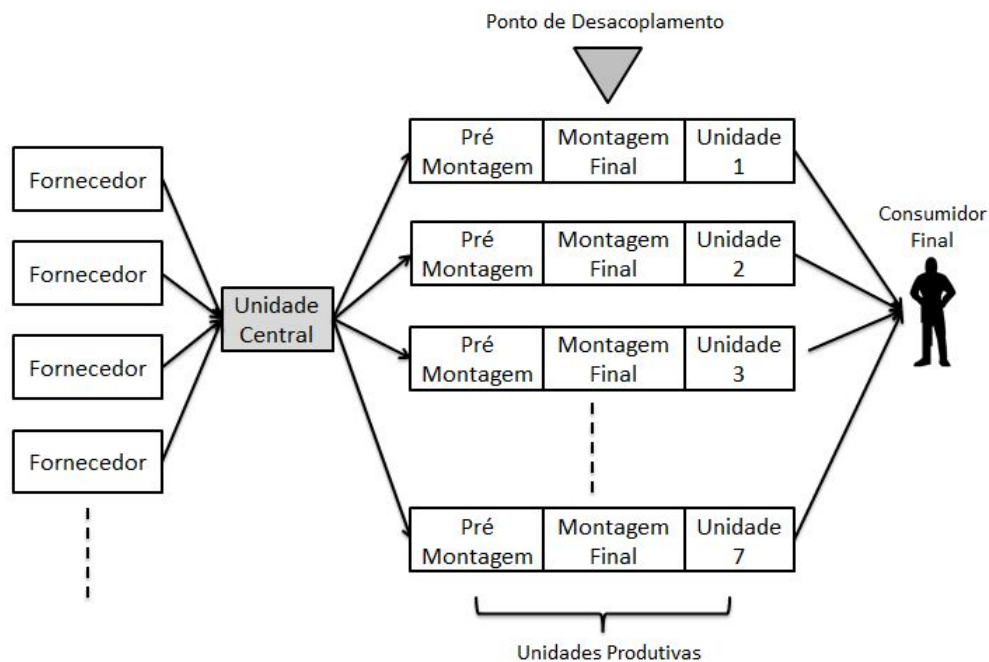 Ponto de Desacoplamento
Fornecedor
Fornecedor
Fornecedor
Fornecedor
Unidade
Central
Pré
Montagem
Montagem
Final
Unidade
1
Pré
Montagem
Montagem
Final
Unidade
2
Pré
Montagem
Montagem
Final
Unidade
3
Pré
Montagem
Montagem
Final
Unidade
7
Consumidor
Final
Unidades Produtivas